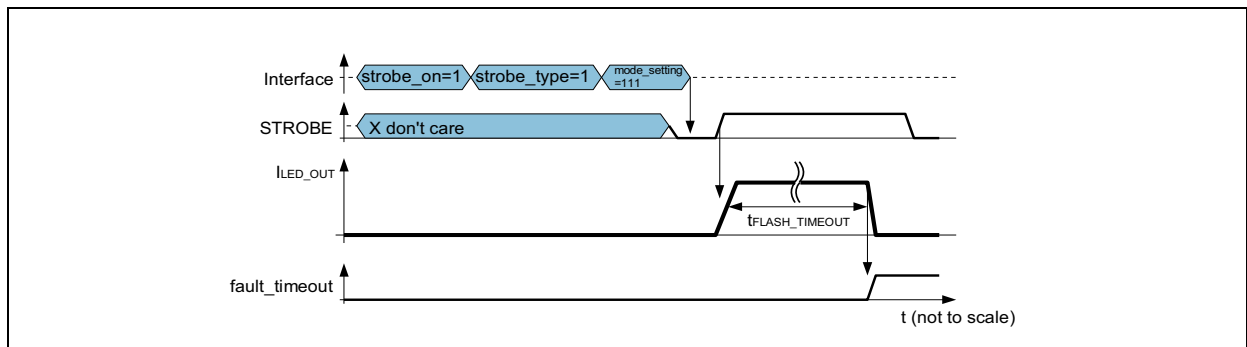 Interface
strobe_on=1
strobe_type=1
mode_setting
=111
STROBE
X don't care
ILED_OUT
tFLASH_TIMEOUT
fault_timeout
t (not to scale)